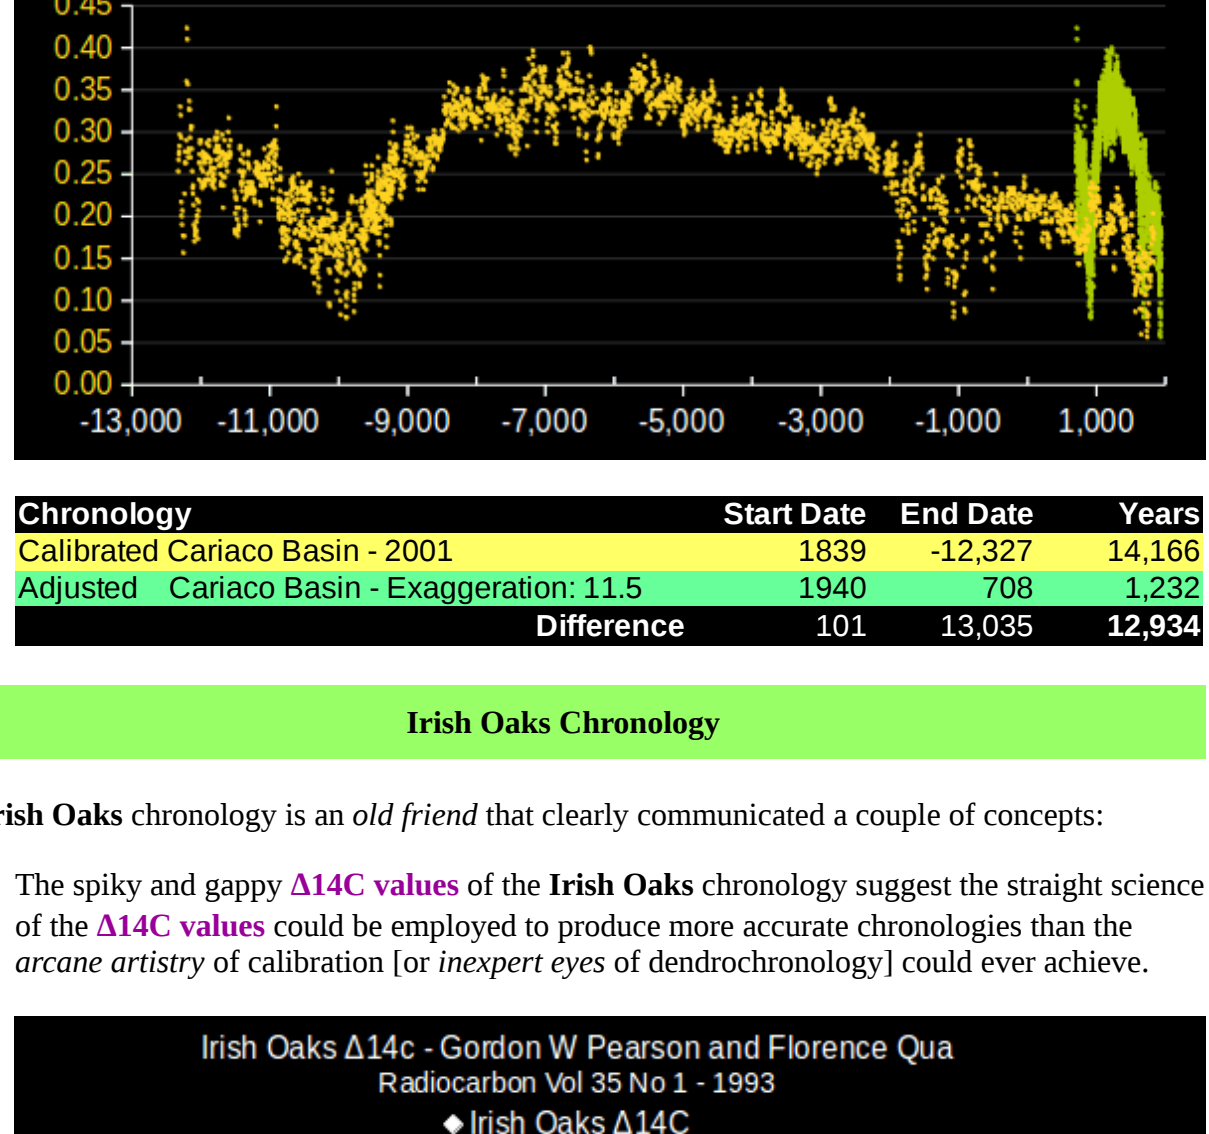 0.45
0.40
0.35
0.30
0.25
0.20
0.15
0.10
0.05
0.00
-13,000 -11,000 -9,000 -7,000 -5,000 -3,000 -1,000 1,000
Chronology Start Date End Date Years
Calibrated Cariaco Basin - 2001 1839 -12,327 14,166
Adjusted Cariaco Basin - Exaggeration: 11.5 1940 708 1,232
Difference 101 13,035 12,934
Irish Oaks Chronology
rish Oaks chronology is an old friend that clearly communicated a couple of concepts:
The spiky and gappy Δ14C values of the Irish Oaks chronology suggest the straight science
of the Δ14C values could be employed to produce more accurate chronologies than the
arcane artistry of calibration [or inexpert eyes of dendrochronology] could ever achieve.
Irish Oaks Δ14c - Gordon W Pearson and Florence Qua
Radiocarbon Vol 35 No 1 - 1993
Irish Oaks Δ14C